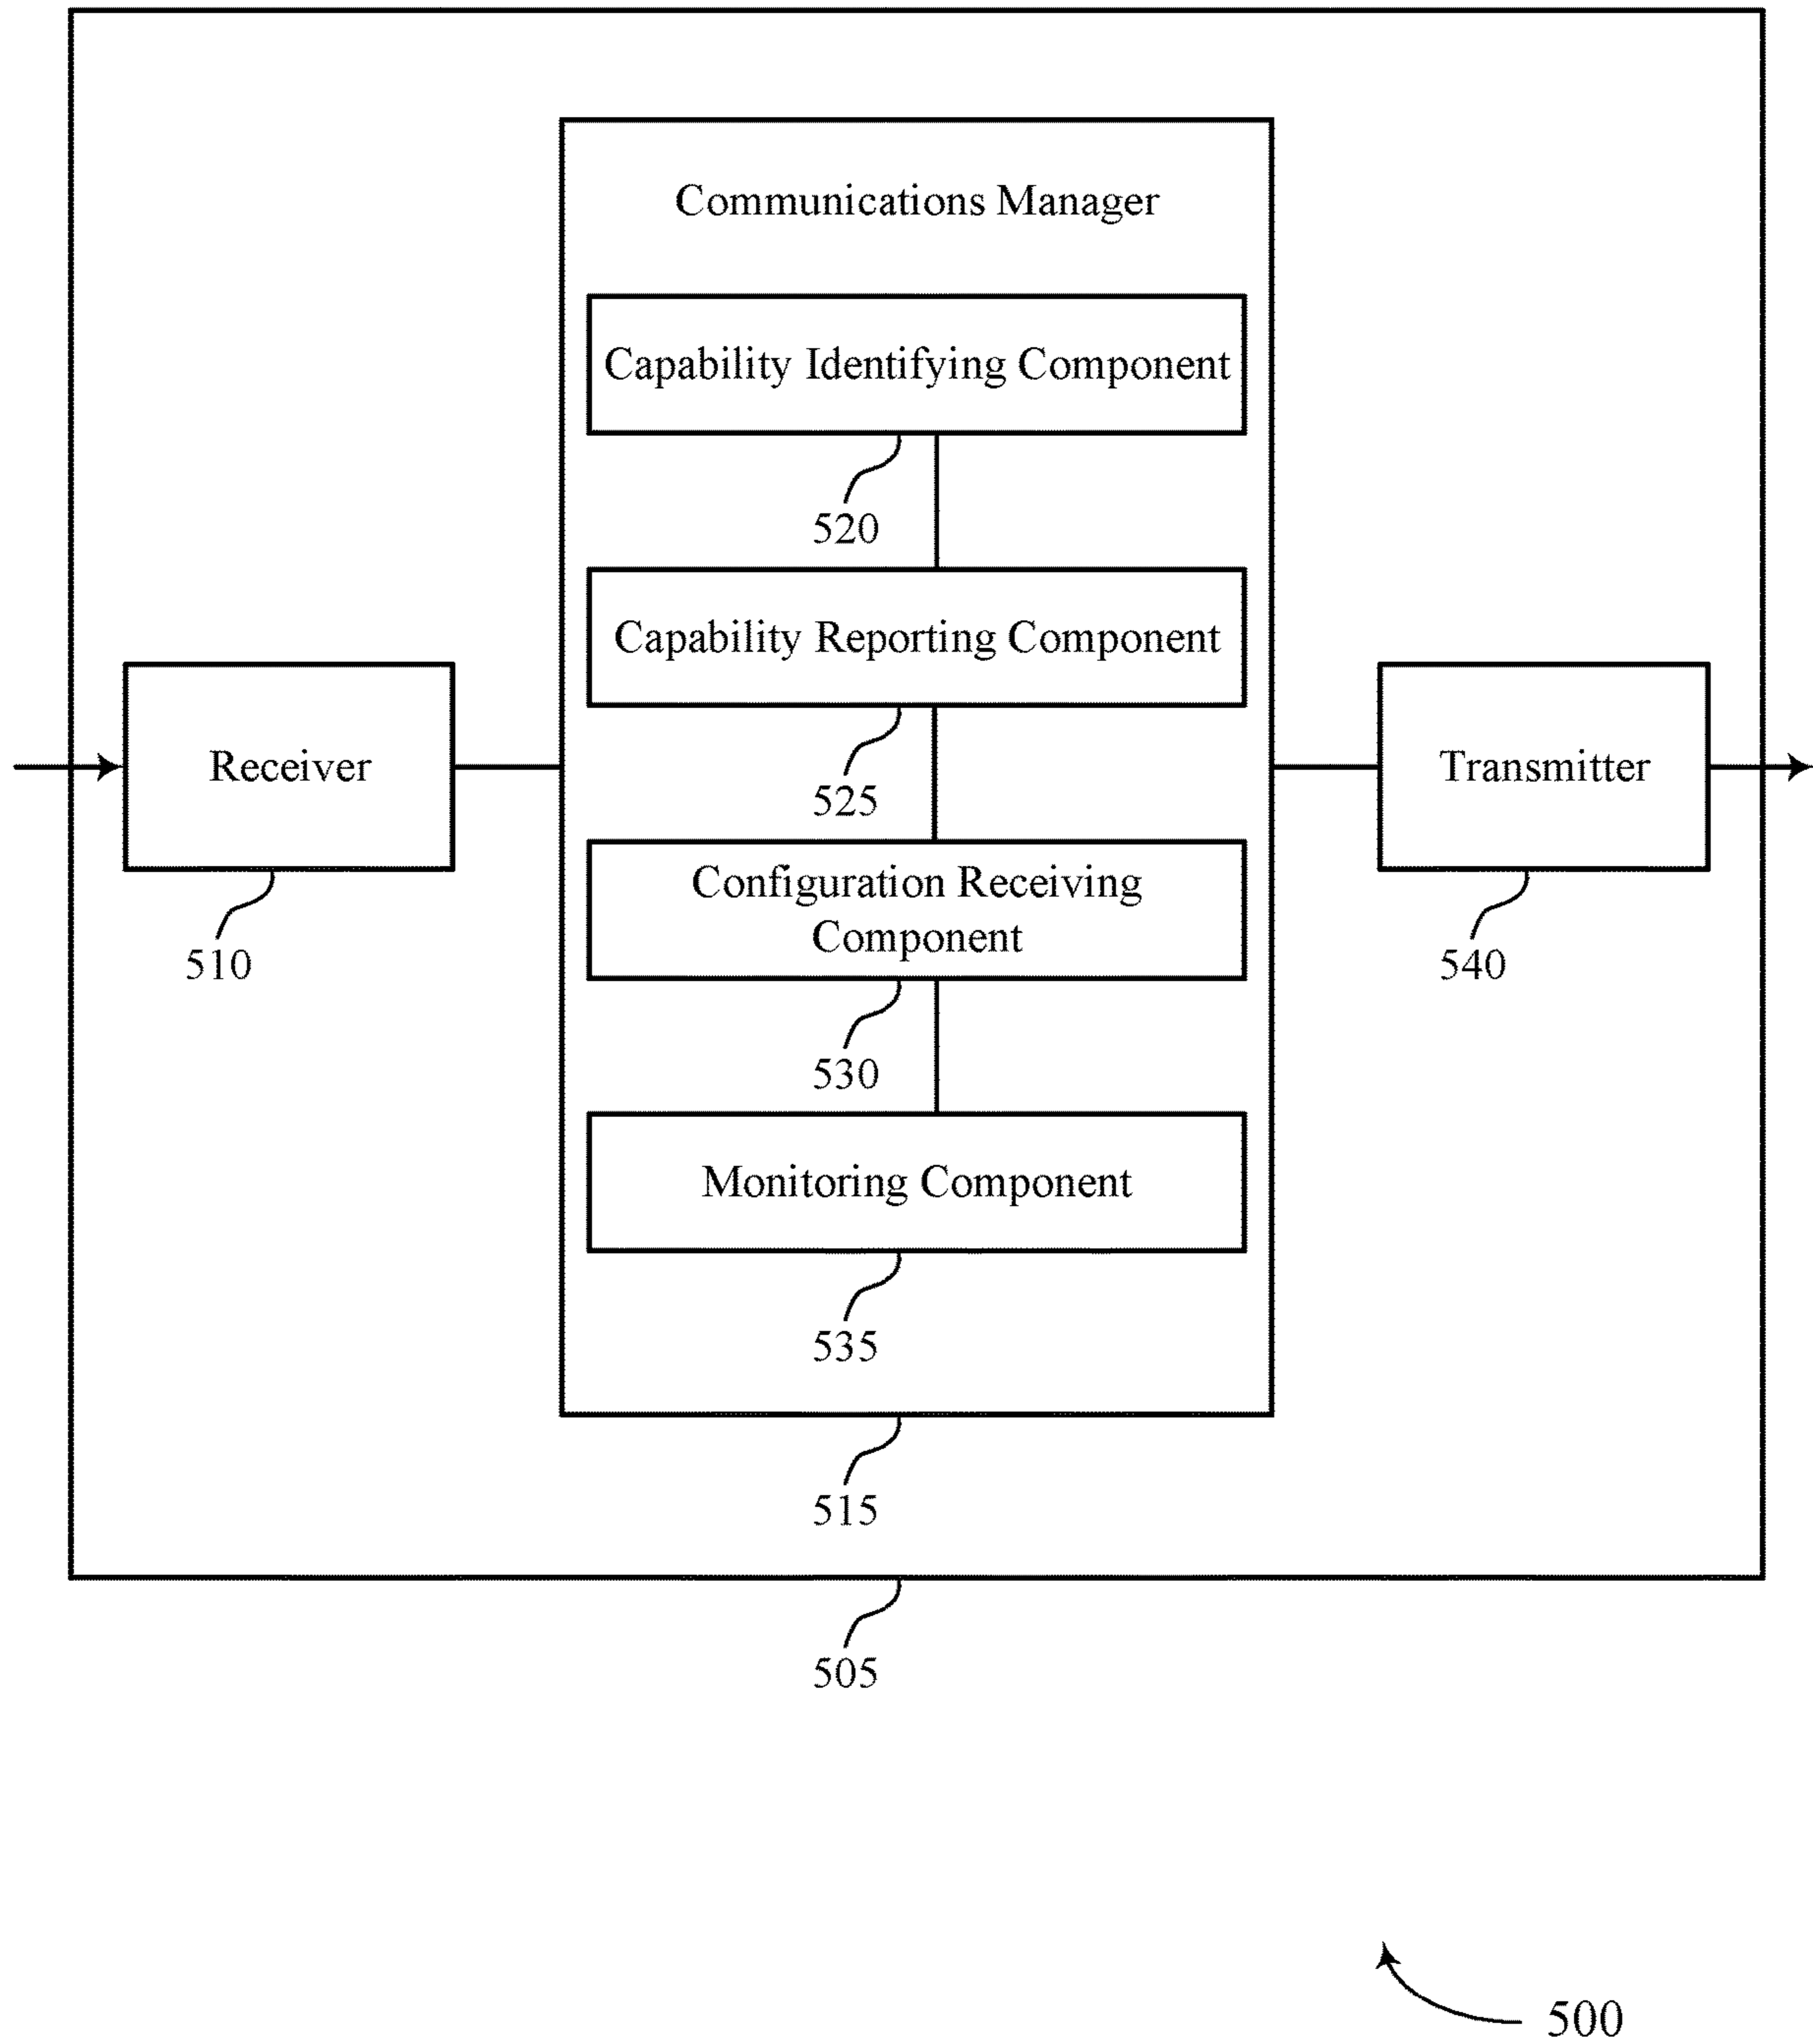 Communications Manager
Capability Identifying Component
520
Capability Reporting Component
525
Receiver
510
Transmitter
540
Configuration Receiving
Component
530
Monitoring Component
535
515
505
500